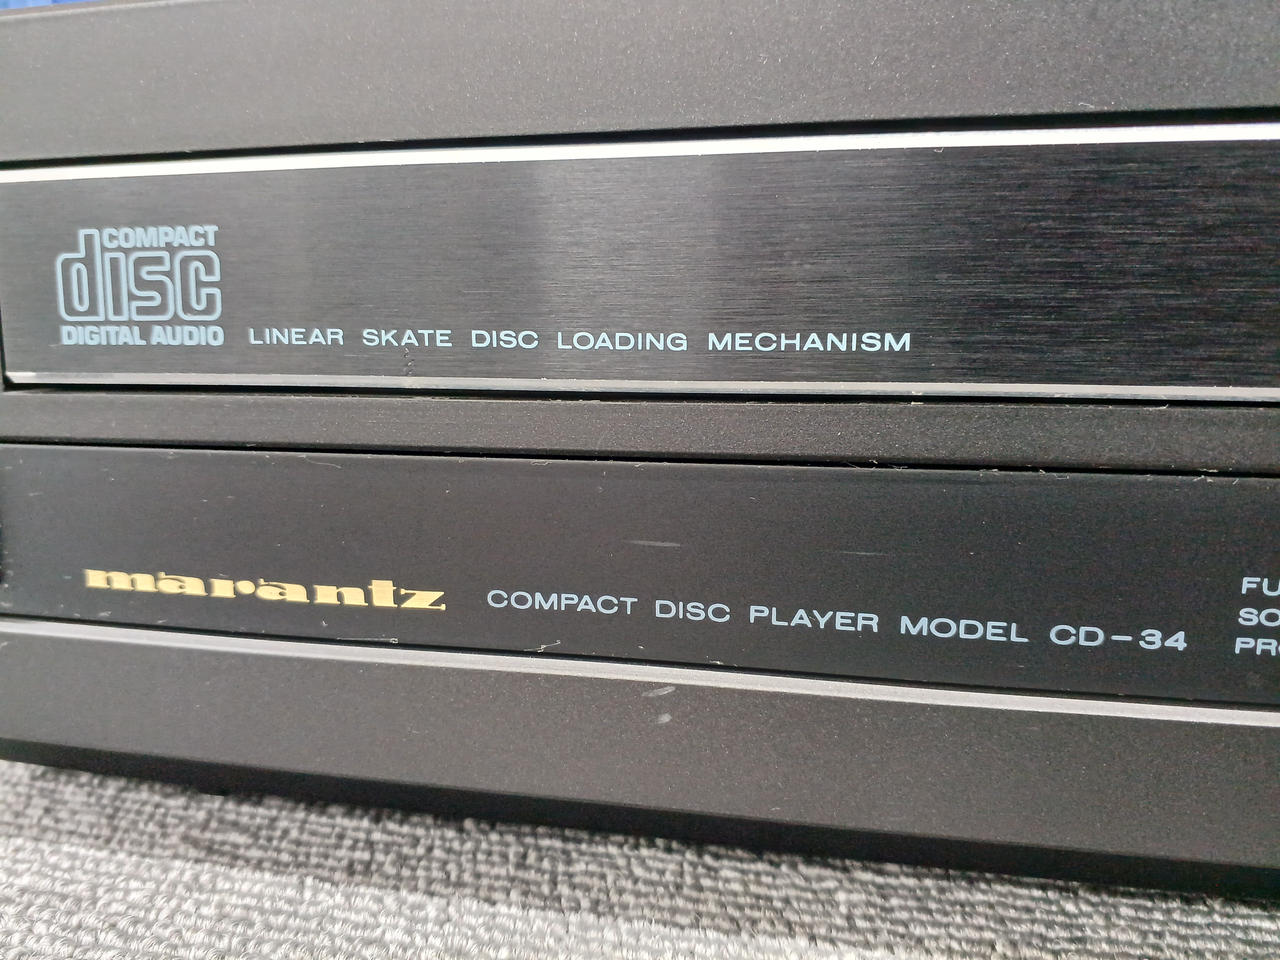 COMPACT
disc
DIGITAL AUDIO
LINEAR SKATE DISC LOADING MECHANISM
marantz
COMPACT DISC PLAYER MODEL CD-34